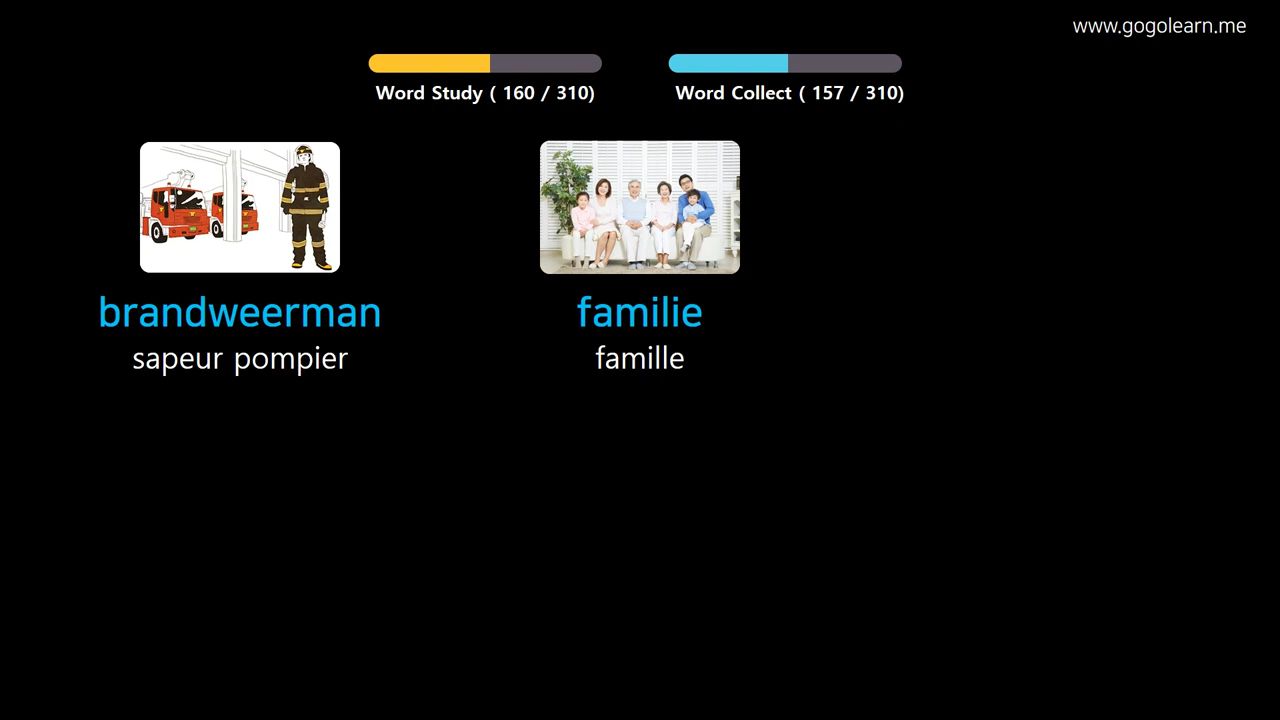 www.gogolearn.me
Word Study ( 160 / 310)
Word Collect ( 157 / 310)
brandweerman
sapeur pompier
familie
famille